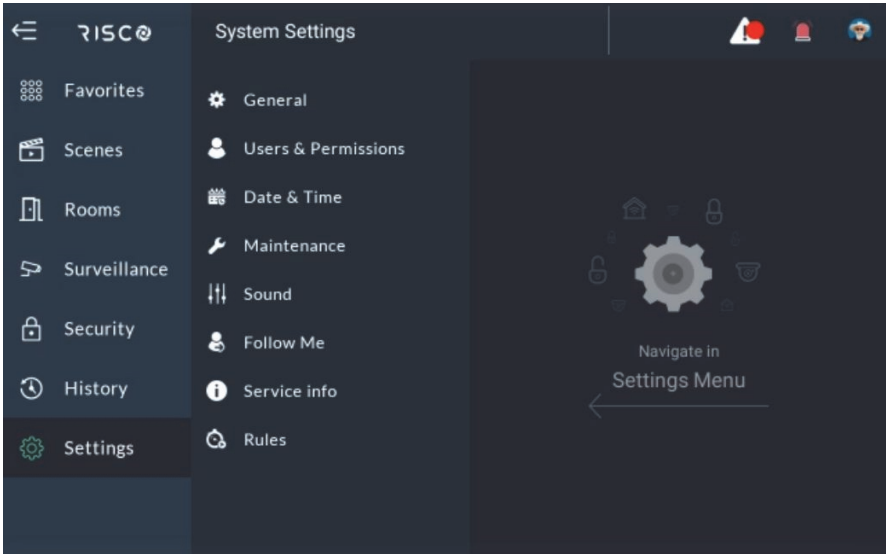 RISCO
System Settings
Favorites
Scenes
Rooms
Surveillance
Security
History
Settings
General
Users & Permissions
Date & Time
Maintenance
Sound
Follow Me
Service info
Rules
Navigate in
Settings Menu